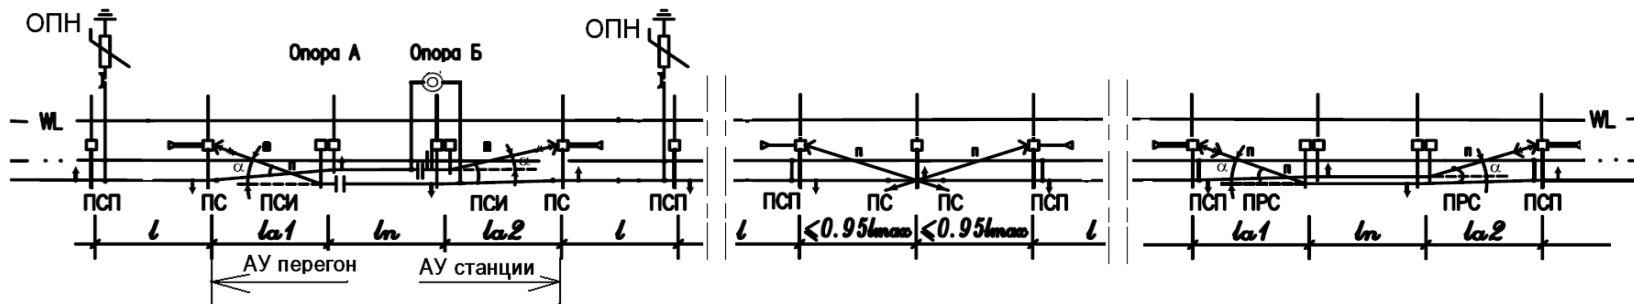 ОПН
ОПН
Опора А
Опора Б
WL
WL
п
п
п
п
п
п
п
п
п
п
α
α
α
α
ПСП
ПС
ПСИ
ПСИ
ПС
ПСП
ПСП
ПС
ПС
ПСП
ПСП
ПРС
ПРС
ПСП
l
la1
ln
la2
l
l
≤0.95lmax
≤0.95lmax
l
la1
ln
la2
АУ перегон
АУ станции